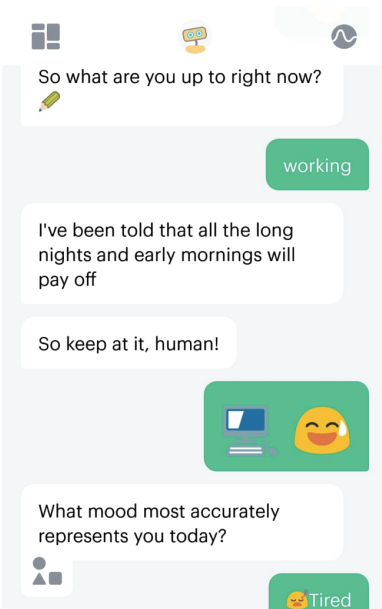 So what are you up to right now?
working
I've been told that all the long
nights and early mornings will
pay off
So keep at it, human!
What mood most accurately
represents you today?
Tired